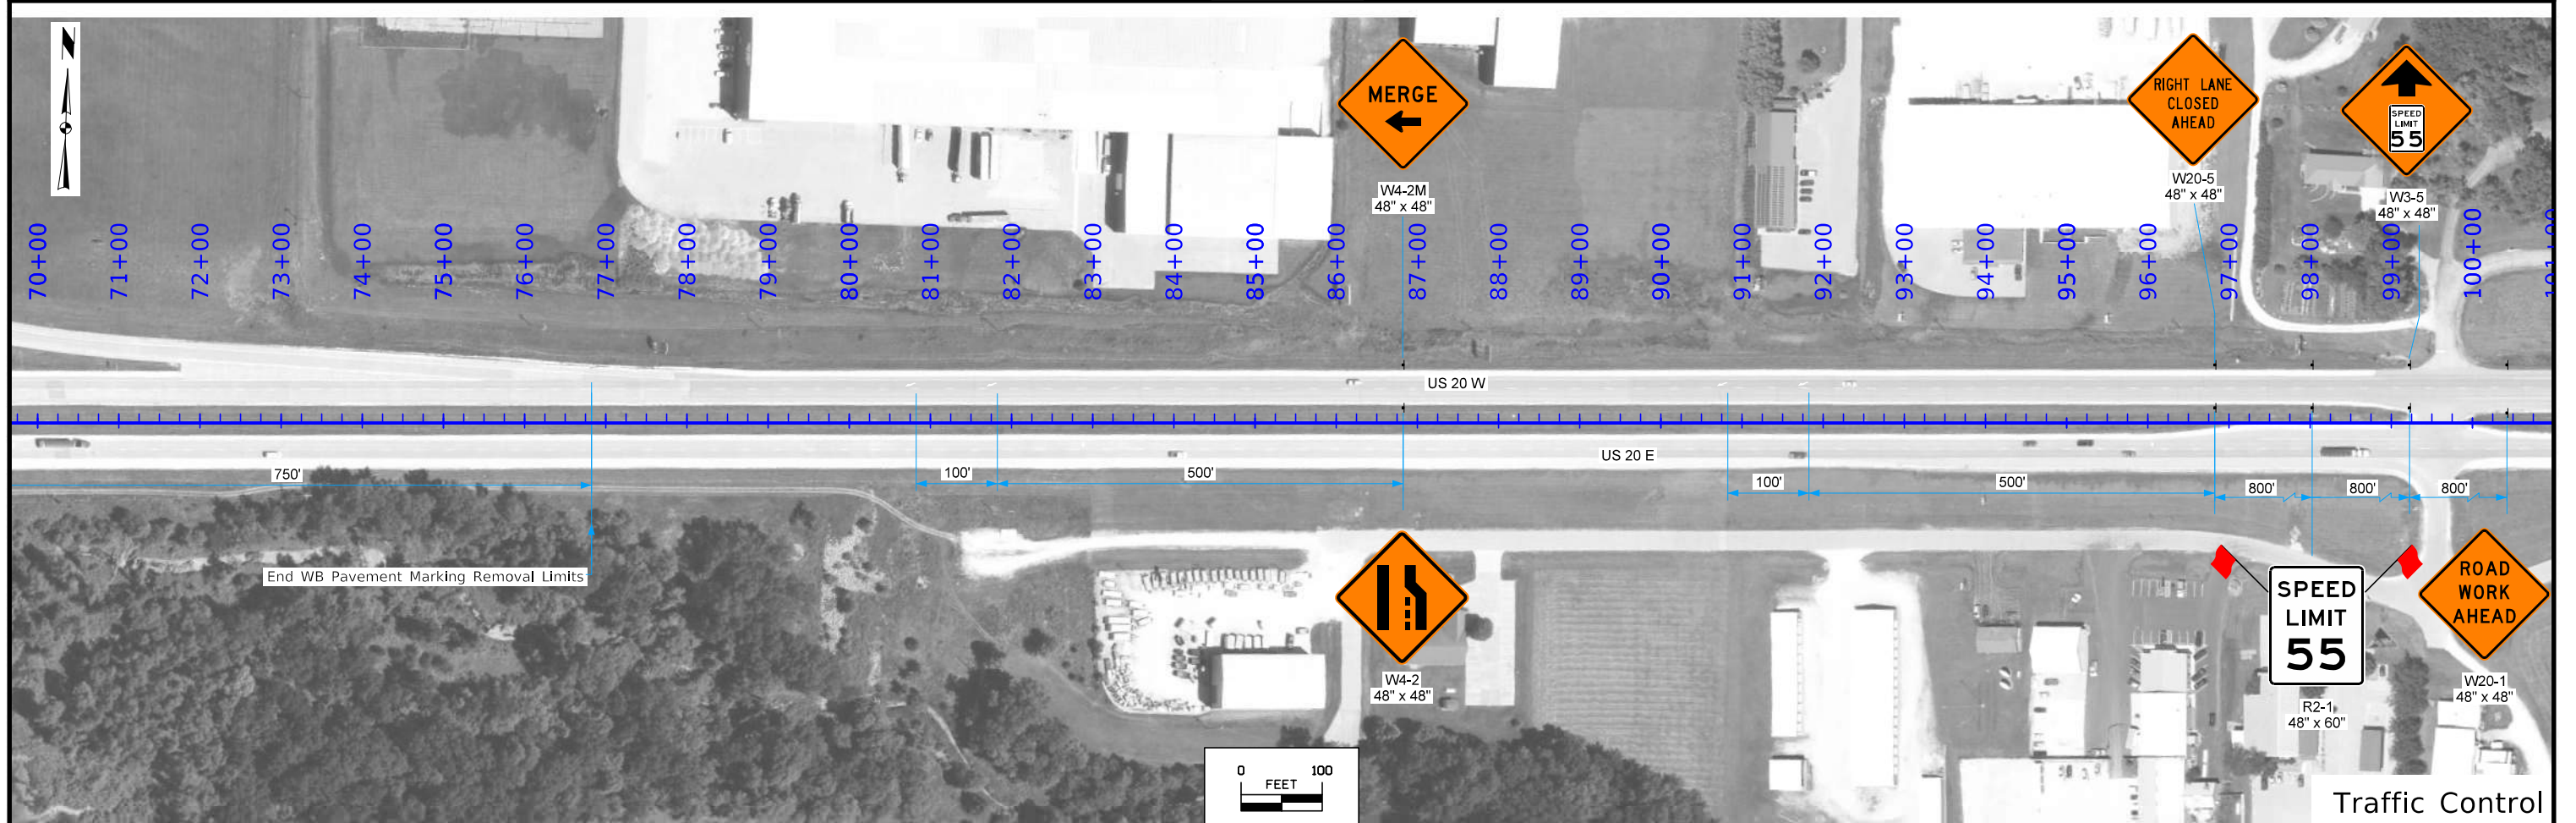 N
MERGE
W4-2M
48" x 48"
RIGHT LANE
CLOSED
AHEAD
W20-5
48" x 48"
SPEED
LIMIT
55
W3-5
48" x 48"
70+00
71+00
72+00
73+00
74+00
75+00
76+00
77+00
78+00
79+00
80+00
81+00
82+00
83+00
84+00
85+00
86+00
87+00
88+00
89+00
90+00
91+00
92+00
93+00
94+00
95+00
96+00
97+00
98+00
99+00
100+00
101+00
US 20 W
US 20 E
750'
100'
500'
100'
500'
800'
800'
800'
End WB Pavement Marking Removal Limits
W4-2
48" x 48"
SPEED
LIMIT
55
R2-1
48" x 60"
ROAD
WORK
AHEAD
W20-1
48" x 48"
0 100
FEET
Traffic Control